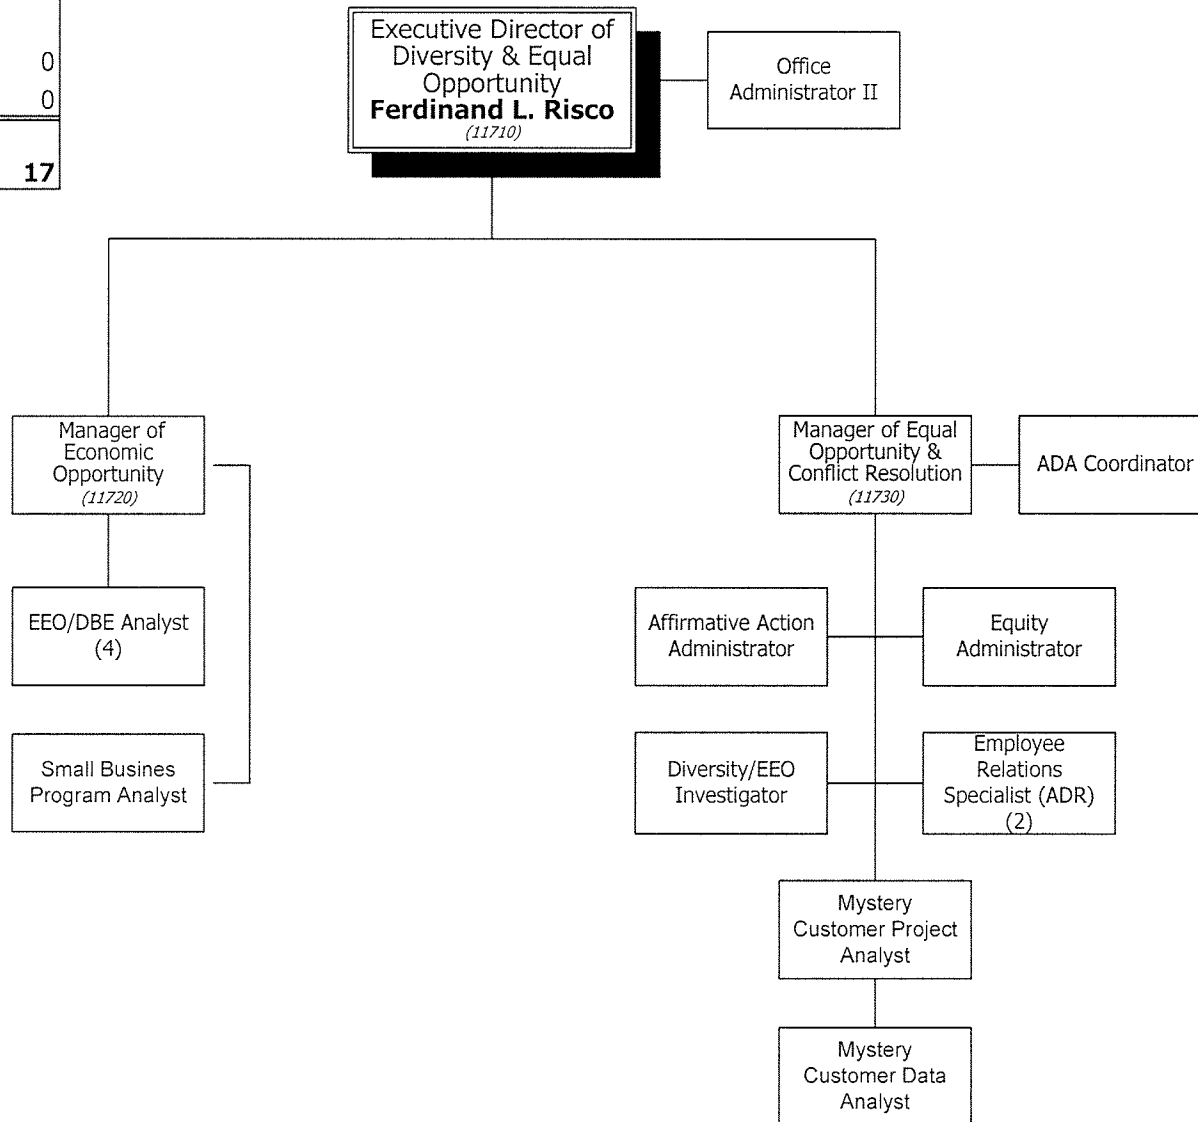 0
0
17
Executive Director of
Diversity & Equal
Opportunity
Ferdinand L. Risco
(11710)
Office
Administrator II
Manager of
Economic
Opportunity
(11720)
Manager of Equal
Opportunity &
Conflict Resolution
(11730)
ADA Coordinator
EEO/DBE Analyst
(4)
Affirmative Action
Administrator
Equity
Administrator
Small Busines
Program Analyst
Diversity/EEO
Investigator
Employee
Relations
Specialist (ADR)
(2)
Mystery
Customer Project
Analyst
Mystery
Customer Data
Analyst